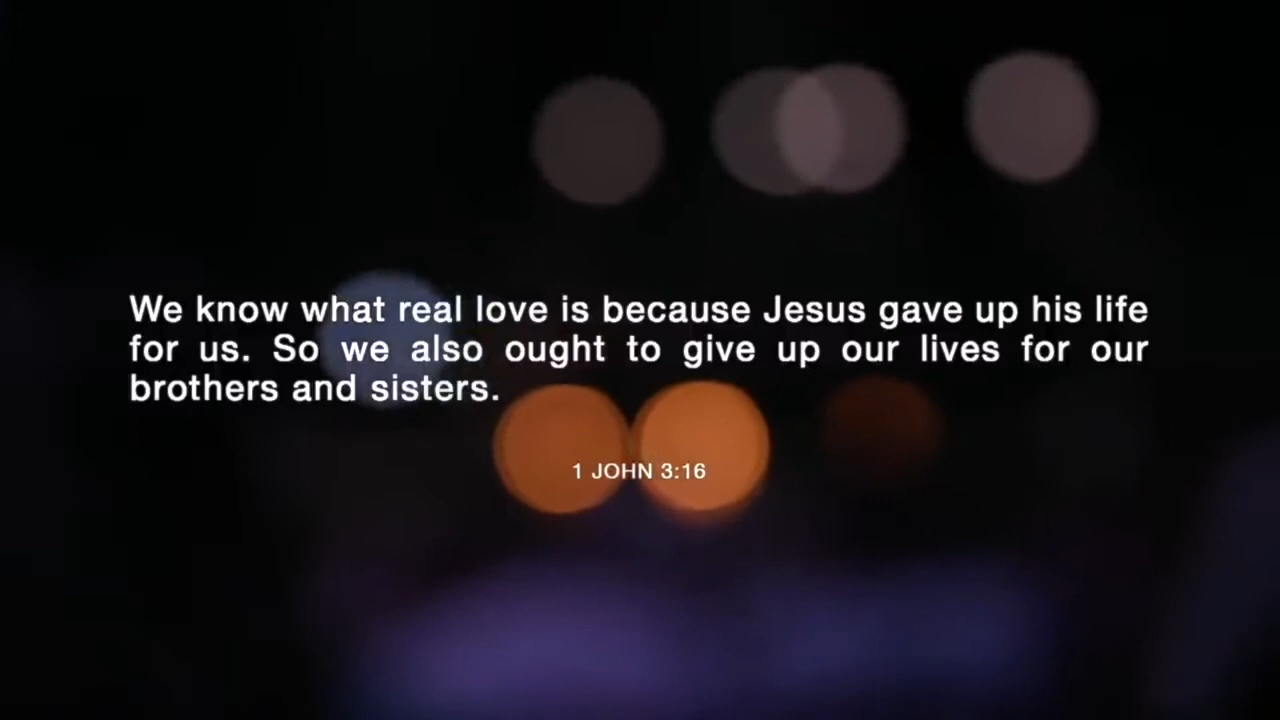 We know what real love is because Jesus gave up his life
for us. So we also ought to give up our lives for our
brothers and sisters.
1 JOHN 3:16